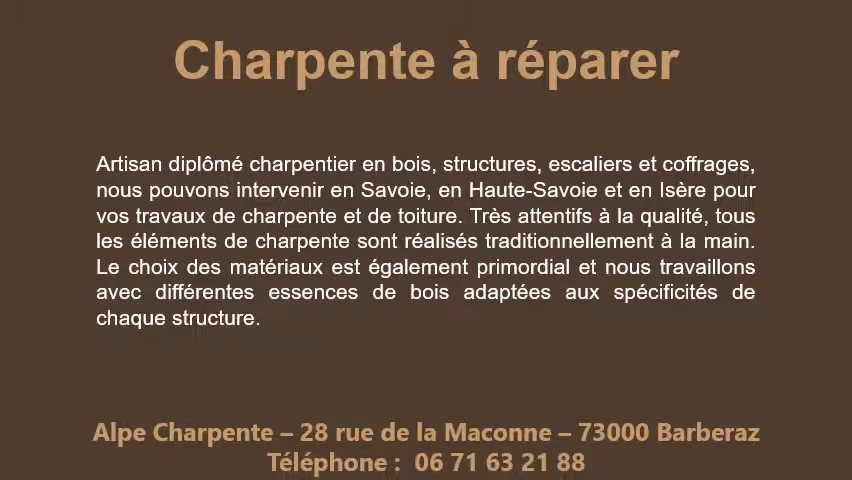 Charpente à réparer
Artisan diplômé charpentier en bois, structures, escaliers et coffrages,
nous pouvons intervenir en Savoie, en Haute-Savoie et en Isère pour
vos travaux de charpente et de toiture. Très attentifs à la qualité, tous
les éléments de charpente sont réalisés traditionnellement à la main.
Le choix des matériaux est également primordial et nous travaillons
avec différentes essences de bois adaptées aux spécificités de
chaque structure.
Alpe Charpente – 28 rue de la Maconne – 73000 Barberaz
Téléphone : 06 71 63 21 88